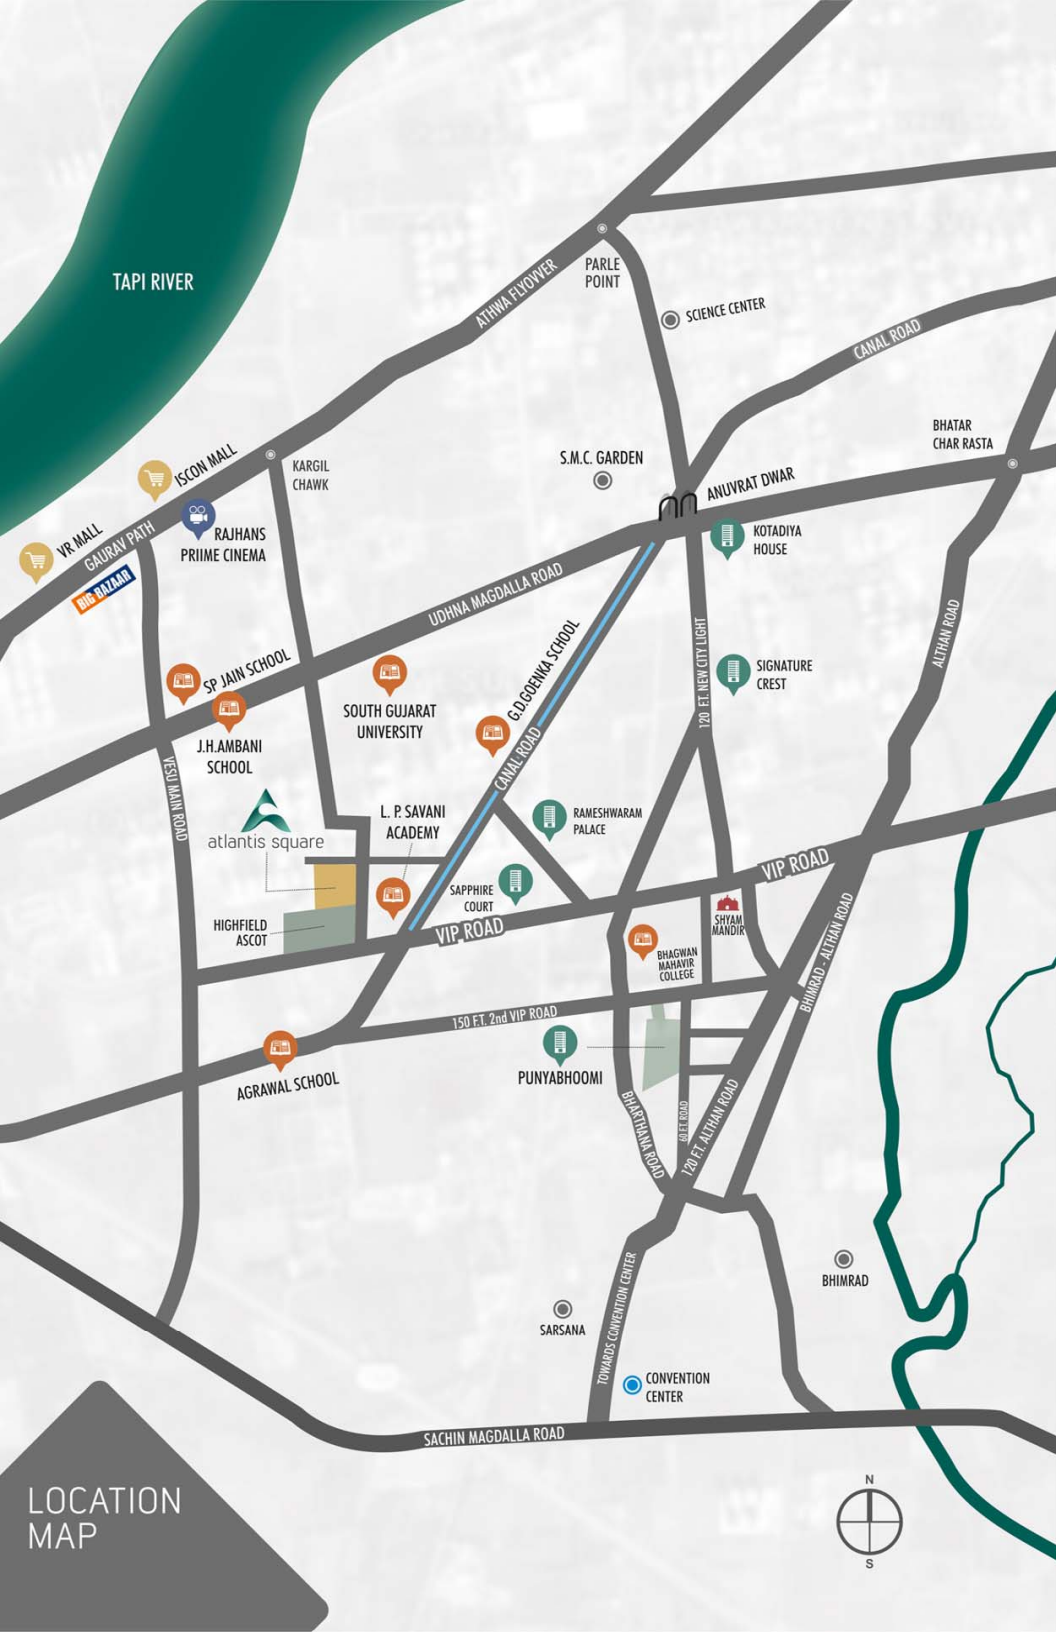 TAPI RIVER
ATHWA FLYOVVER
PARLE
POINT
SCIENCE CENTER
CANAL ROAD
BHATAR
CHAR RASTA
S.M.C. GARDEN
ANUVRAT DWAR
KARGIL
CHAWK
ISCON MALL
VR MALL
GAURAV PATH
BIG BAZAAR
RAJHANS
PRIIME CINEMA
KOTADIYA
HOUSE
UDHNA MAGDALLA ROAD
G.D.GOENKA SCHOOL
120 F.T. NEW CITY LIGHT
ALTHAN ROAD
SIGNATURE
CREST
SP JAIN SCHOOL
SOUTH GUJARAT
UNIVERSITY
J.H.AMBANI
SCHOOL
CANAL ROAD
VESU MAIN ROAD
L. P. SAVANI
ACADEMY
RAMESHWARAM
PALACE
atlantis square
VIP ROAD
SAPPHIRE
COURT
HIGHFIELD
ASCOT
VIP ROAD
SHYAM
MANDIR
BHAGWAN
MAHAVIR
COLLEGE
BHIMRAD - ALTHAN ROAD
150 F.T. 2nd VIP ROAD
AGRAWAL SCHOOL
PUNYABHOOMI
BHARTHANA ROAD
60 F.T. ROAD
120 F.T. ALTHAN ROAD
BHIMRAD
SARSANA
TOWARDS CONVENTION CENTER
CONVENTION
CENTER
SACHIN MAGDALLA ROAD
LOCATION
MAP
N
S